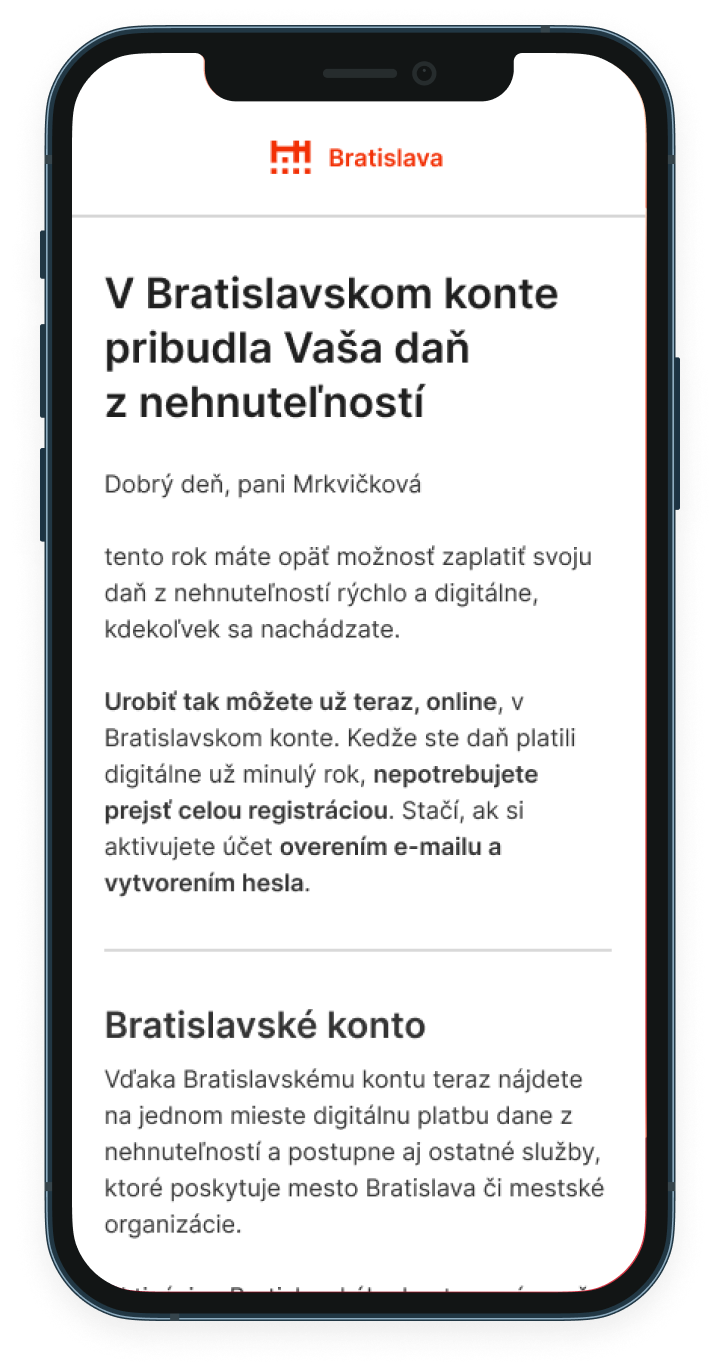 Bratislava
V Bratislavskom konte
pribudla Vaša daň
z nehnuteľností
Dobrý deň, pani Mrkvičková
tento rok máte opäť možnosť zaplatiť svoju
daň z nehnuteľností rýchlo a digitálne,
kdekoľvek sa nachádzate.
Urobiť tak môžete už teraz, online, v
Bratislavskom konte. Kedže ste daň platili
digitálne už minulý rok, nepotrebujete
prejsť celou registráciou. Stačí, ak si
aktivujete účet overením e-mailu a
vytvorením hesla.
Bratislavské konto
Vďaka Bratislavskému kontu teraz nájdete
na jednom mieste digitálnu platbu dane z
nehnuteľností a postupne aj ostatné služby,
ktoré poskytuje mesto Bratislava či mestské
organizácie.